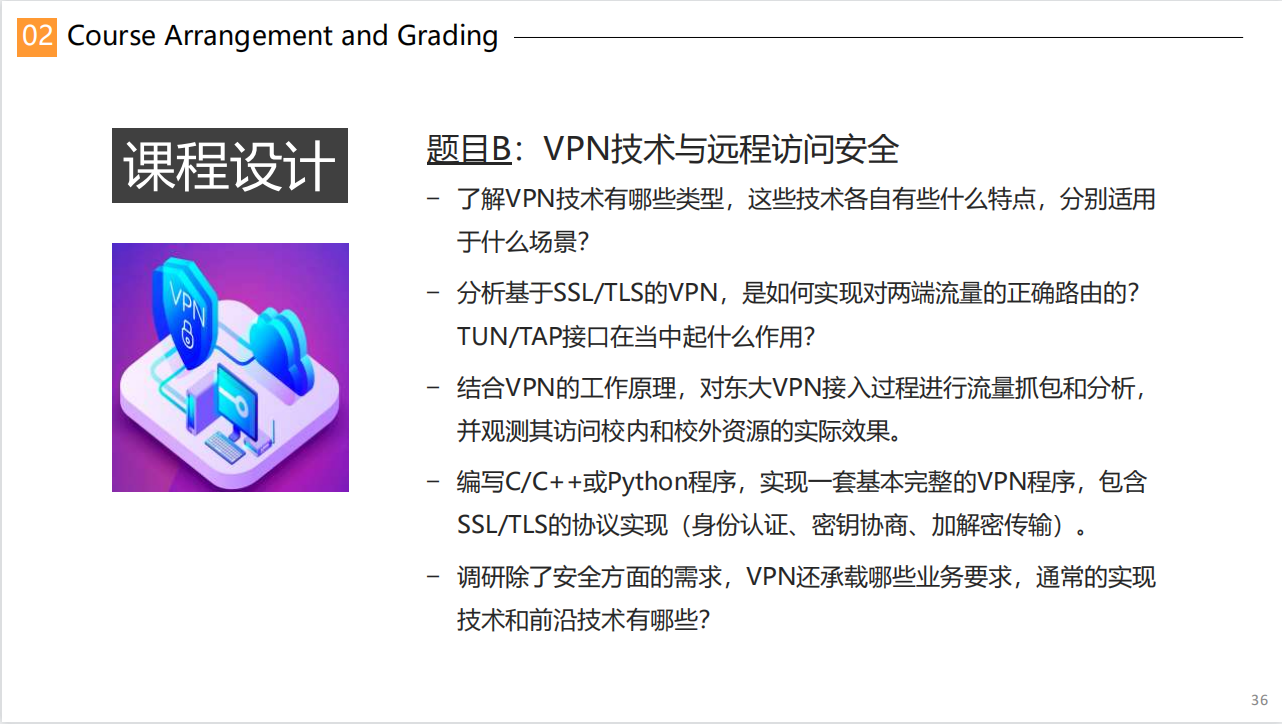 02 Course Arrangement and Grading
课程设计
VPN
题目B：VPN技术与远程访问安全
– 了解VPN技术有哪些类型，这些技术各自有些什么特点，分别适用
于什么场景？
– 分析基于SSL/TLS的VPN，是如何实现对两端流量的正确路由的？
TUN/TAP接口在当中起什么作用？
– 结合VPN的工作原理，对东大VPN接入过程进行流量抓包和分析，
并观测其访问校内和校外资源的实际效果。
– 编写C/C++或Python程序，实现一套基本完整的VPN程序，包含
SSL/TLS的协议实现（身份认证、密钥协商、加解密传输）。
– 调研除了安全方面的需求，VPN还承载哪些业务要求，通常的实现
技术和前沿技术有哪些？
36